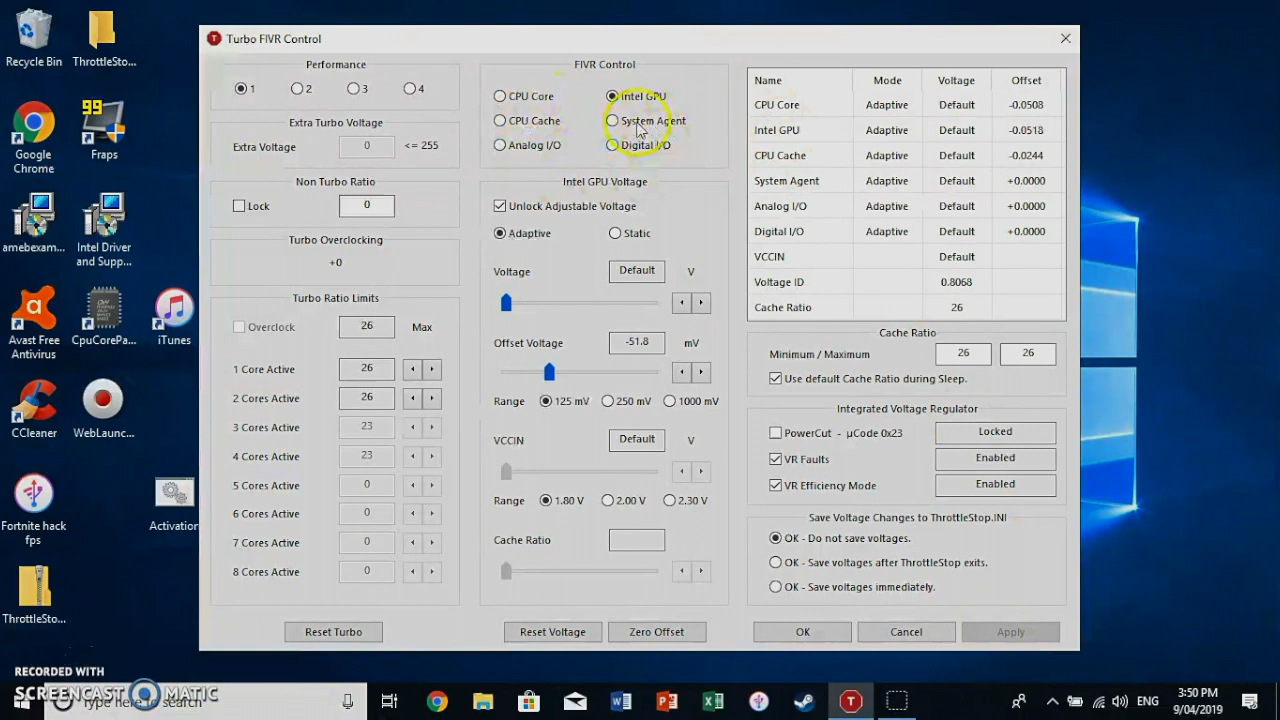 Recycle Bin
ThrottleSto...
Google
Chrome
99
Fraps
amebexam...
Intel Driver
and Supp...
Avast Free
Antivirus
CpuCorePa...
iTunes
CCleaner
WebLaunc...
Fortnite hack
fps
Activation
ThrottleSto...
RECORDED WITH
SCREENCAST MATIC
Type here to search
Turbo FIVR Control
Performance
1 2 3 4
Extra Turbo Voltage
Extra Voltage 0 <= 255
Non Turbo Ratio
Lock 0
Turbo Overclocking
+0
Turbo Ratio Limits
Overclock 26 Max
1 Core Active 26
2 Cores Active 26
3 Cores Active 23
4 Cores Active 23
5 Cores Active 0
6 Cores Active 0
7 Cores Active 0
8 Cores Active 0
Reset Turbo
FIVR Control
CPU Core Intel GPU
CPU Cache System Agent
Analog I/O Digital I/O
Intel GPU Voltage
Unlock Adjustable Voltage
Adaptive Static
Voltage Default V
Offset Voltage -51.8 mV
Range 125 mV 250 mV 1000 mV
VCCIN Default V
Range 1.80 V 2.00 V 2.30 V
Cache Ratio
Reset Voltage Zero Offset
Name Mode Voltage Offset
CPU Core Adaptive Default -0.0508
Intel GPU Adaptive Default -0.0518
CPU Cache Adaptive Default -0.0244
System Agent Adaptive Default +0.0000
Analog I/O Adaptive Default +0.0000
Digital I/O Adaptive Default +0.0000
VCCIN Default
Voltage ID 0.8068
Cache Ratio 26
Cache Ratio
Minimum / Maximum 26 26
Use default Cache Ratio during Sleep.
Integrated Voltage Regulator
PowerCut - µCode 0x23 Locked
VR Faults Enabled
VR Efficiency Mode Enabled
Save Voltage Changes to ThrottleStop.INI
OK - Do not save voltages.
OK - Save voltages after ThrottleStop exits.
OK - Save voltages immediately.
OK Cancel Apply
ENG
3:50 PM
9/04/2019